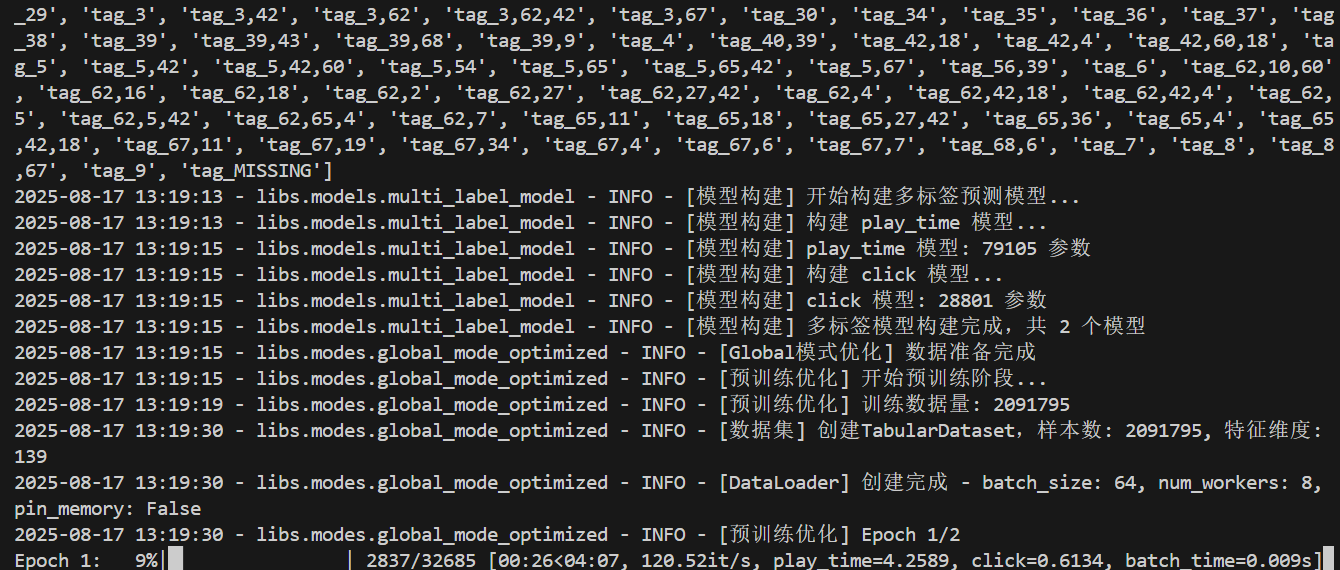 _29', 'tag_3', 'tag_3,42', 'tag_3,62', 'tag_3,62,42', 'tag_3,67', 'tag_30', 'tag_34', 'tag_35', 'tag_36', 'tag_37', 'tag
_38', 'tag_39', 'tag_39,43', 'tag_39,68', 'tag_39,9', 'tag_4', 'tag_40,39', 'tag_42,18', 'tag_42,4', 'tag_42,60,18', 'ta
g_5', 'tag_5,42', 'tag_5,42,60', 'tag_5,54', 'tag_5,65', 'tag_5,65,42', 'tag_5,67', 'tag_56,39', 'tag_6', 'tag_62,10,60'
, 'tag_62,16', 'tag_62,18', 'tag_62,2', 'tag_62,27', 'tag_62,27,42', 'tag_62,4', 'tag_62,42,18', 'tag_62,42,4', 'tag_62,
5', 'tag_62,5,42', 'tag_62,65,4', 'tag_62,7', 'tag_65,11', 'tag_65,18', 'tag_65,27,42', 'tag_65,36', 'tag_65,4', 'tag_65
,42,18', 'tag_67,11', 'tag_67,19', 'tag_67,34', 'tag_67,4', 'tag_67,6', 'tag_67,7', 'tag_68,6', 'tag_7', 'tag_8', 'tag_8
,67', 'tag_9', 'tag_MISSING']
2025-08-17 13:19:13 - libs.models.multi_label_model - INFO - [模型构建] 开始构建多标签预测模型...
2025-08-17 13:19:13 - libs.models.multi_label_model - INFO - [模型构建] 构建 play_time 模型...
2025-08-17 13:19:15 - libs.models.multi_label_model - INFO - [模型构建] play_time 模型: 79105 参数
2025-08-17 13:19:15 - libs.models.multi_label_model - INFO - [模型构建] 构建 click 模型...
2025-08-17 13:19:15 - libs.models.multi_label_model - INFO - [模型构建] click 模型: 28801 参数
2025-08-17 13:19:15 - libs.models.multi_label_model - INFO - [模型构建] 多标签模型构建完成，共 2 个模型
2025-08-17 13:19:15 - libs.modes.global_mode_optimized - INFO - [Global模式优化] 数据准备完成
2025-08-17 13:19:15 - libs.modes.global_mode_optimized - INFO - [预训练优化] 开始预训练阶段...
2025-08-17 13:19:19 - libs.modes.global_mode_optimized - INFO - [预训练优化] 训练数据量: 2091795
2025-08-17 13:19:30 - libs.modes.global_mode_optimized - INFO - [数据集] 创建TabularDataset，样本数: 2091795, 特征维度:
139
2025-08-17 13:19:30 - libs.modes.global_mode_optimized - INFO - [DataLoader] 创建完成 - batch_size: 64, num_workers: 8,
pin_memory: False
2025-08-17 13:19:30 - libs.modes.global_mode_optimized - INFO - [预训练优化] Epoch 1/2
Epoch 1:   9%|█              | 2837/32685 [00:26<04:07, 120.52it/s, play_time=4.2589, click=0.6134, batch_time=0.009s]